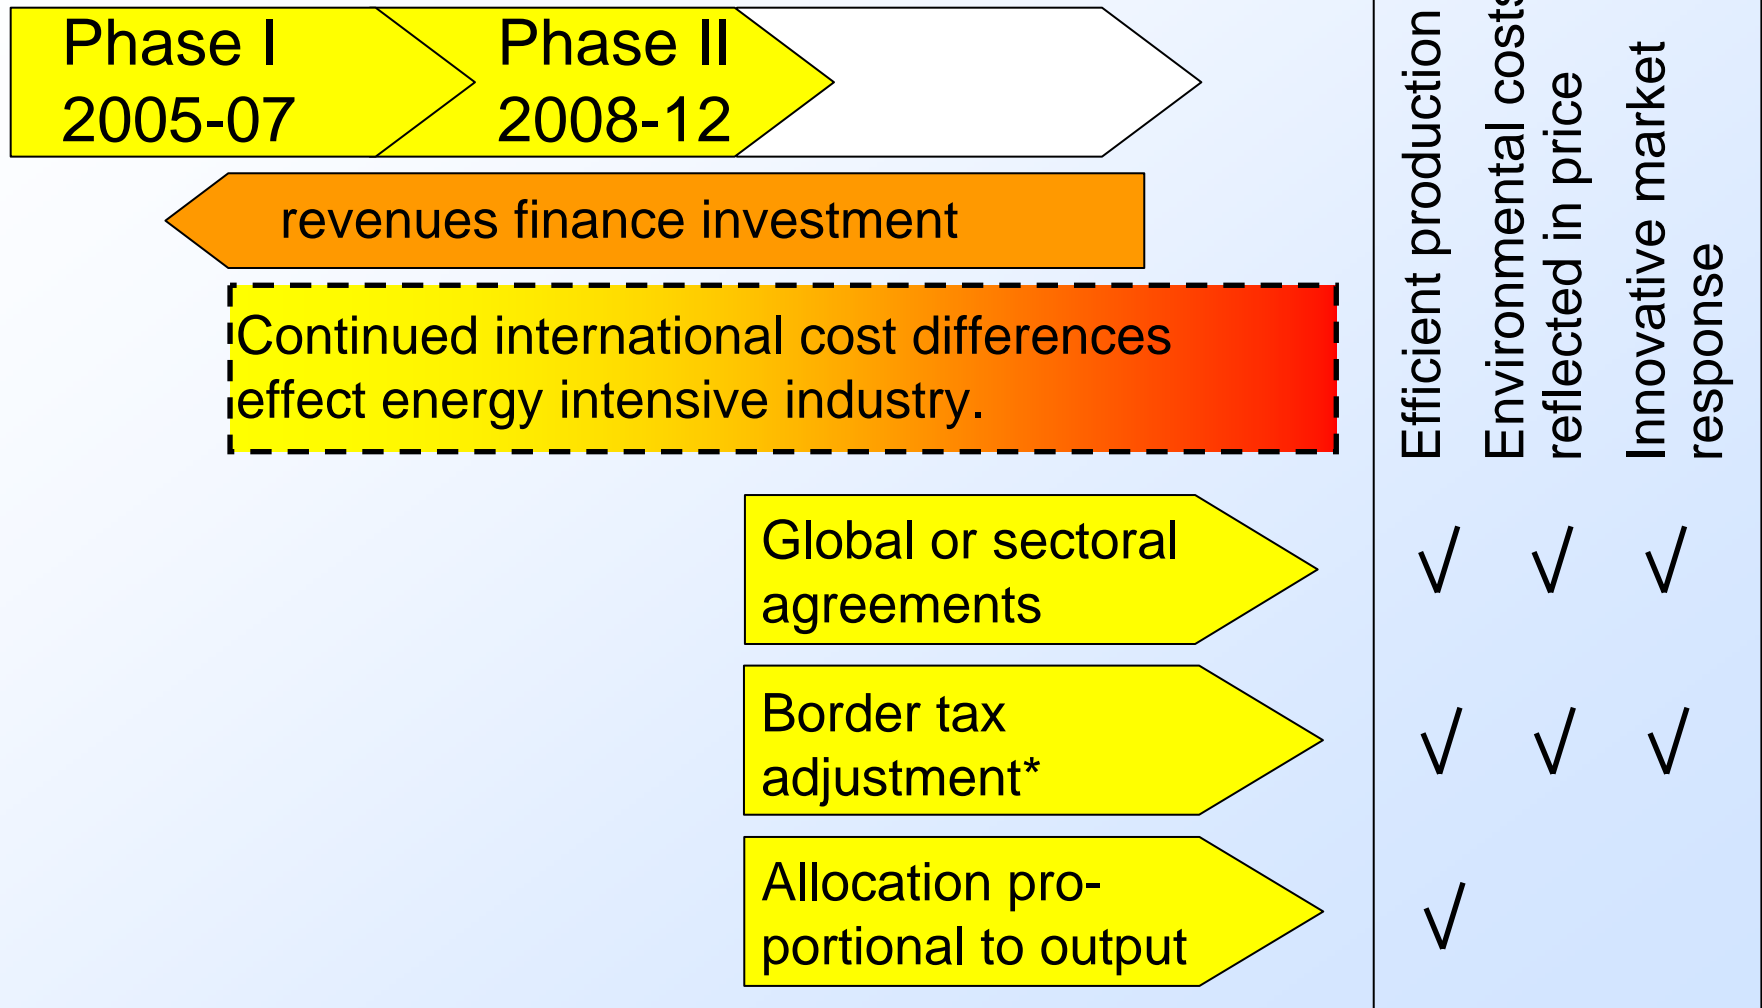 Phase I
2005-07
Phase II
2008-12
revenues finance investment
Continued international cost differences
effect energy intensive industry.
Efficient production
Environmental costs
reflected in price
Innovative market
response
Global or sectoral
agreements
√ √ √
Border tax
adjustment*
√ √ √
Allocation pro-
portional to output
√